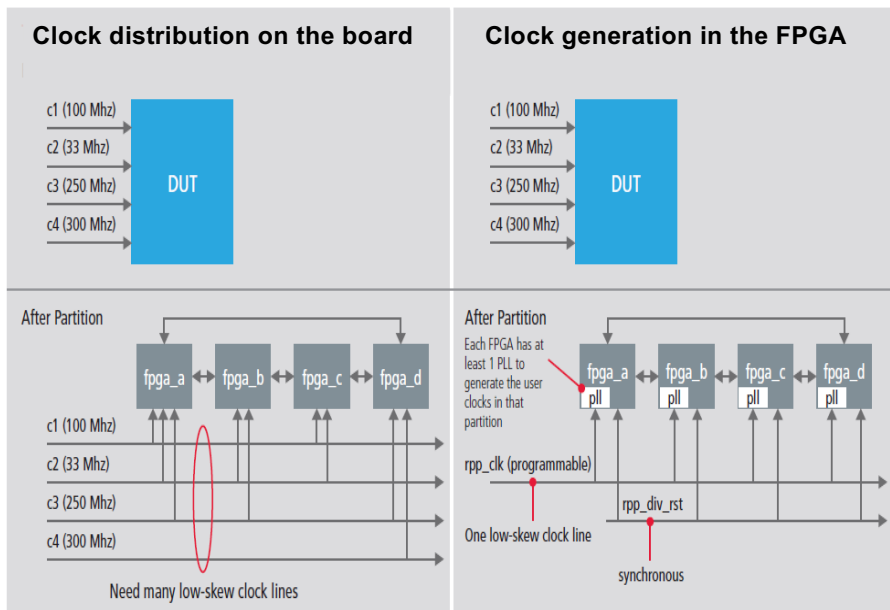 Clock distribution on the board
c1 (100 Mhz)
c2 (33 Mhz)
c3 (250 Mhz)
c4 (300 Mhz)
DUT
Clock generation in the FPGA
c1 (100 Mhz)
c2 (33 Mhz)
c3 (250 Mhz)
c4 (300 Mhz)
DUT
After Partition
fpga_a
fpga_b
fpga_c
fpga_d
c1 (100 Mhz)
c2 (33 Mhz)
c3 (250 Mhz)
c4 (300 Mhz)
Need many low-skew clock lines
After Partition
Each FPGA has at
least 1 PLL to
generate the user
clocks in that
partition
fpga_a
pll
fpga_b
pll
fpga_c
pll
fpga_d
pll
rpp_clk (programmable)
rpp_div_rst
One low-skew clock line
synchronous